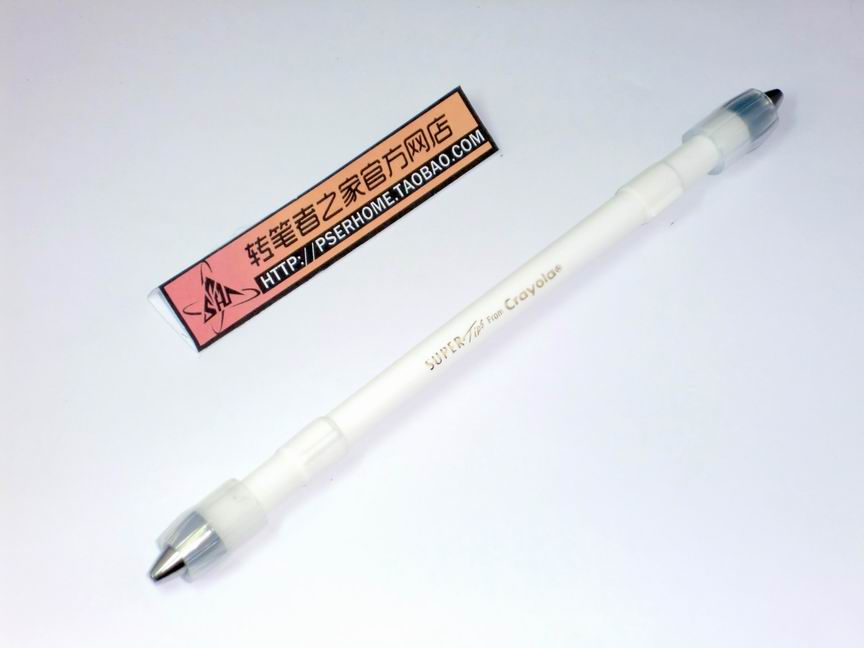 转笔者之家官方网店
HTTP://PSERHOME.TAOBAO.COM
SUPER Tips From Crayola®